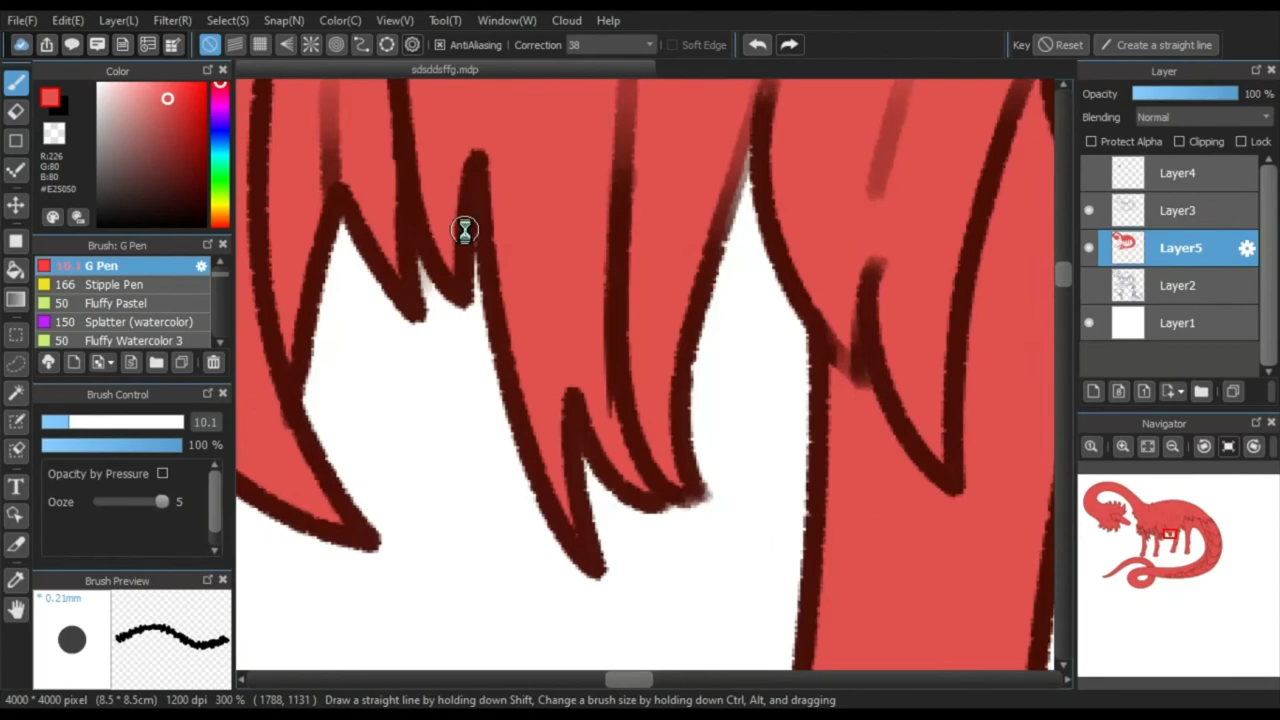 File(F) Edit(E) Layer(L) Filter(R) Select(S) Snap(N) Color(C) View(V) Tool(T) Window(W) Cloud Help
AntiAliasing Correction 38 Soft Edge Key Reset Create a straight line
Color
sdsddsffg.mdp
R:226
G:80
B:80
#E25050
Brush: G Pen
10.1 G Pen
166 Stipple Pen
50 Fluffy Pastel
150 Splatter (watercolor)
50 Fluffy Watercolor 3
Brush Control
10.1
100 %
Opacity by Pressure
Ooze 5
Brush Preview
* 0.21mm
Layer
Opacity 100 %
Blending Normal
Protect Alpha Clipping Lock
Layer4
Layer3
Layer5
Layer2
Layer1
Navigator
4000 * 4000 pixel (8.5 * 8.5cm) 1200 dpi 300 % ( 1788, 1131 ) Draw a straight line by holding down Shift, Change a brush size by holding down Ctrl, Alt, and dragging